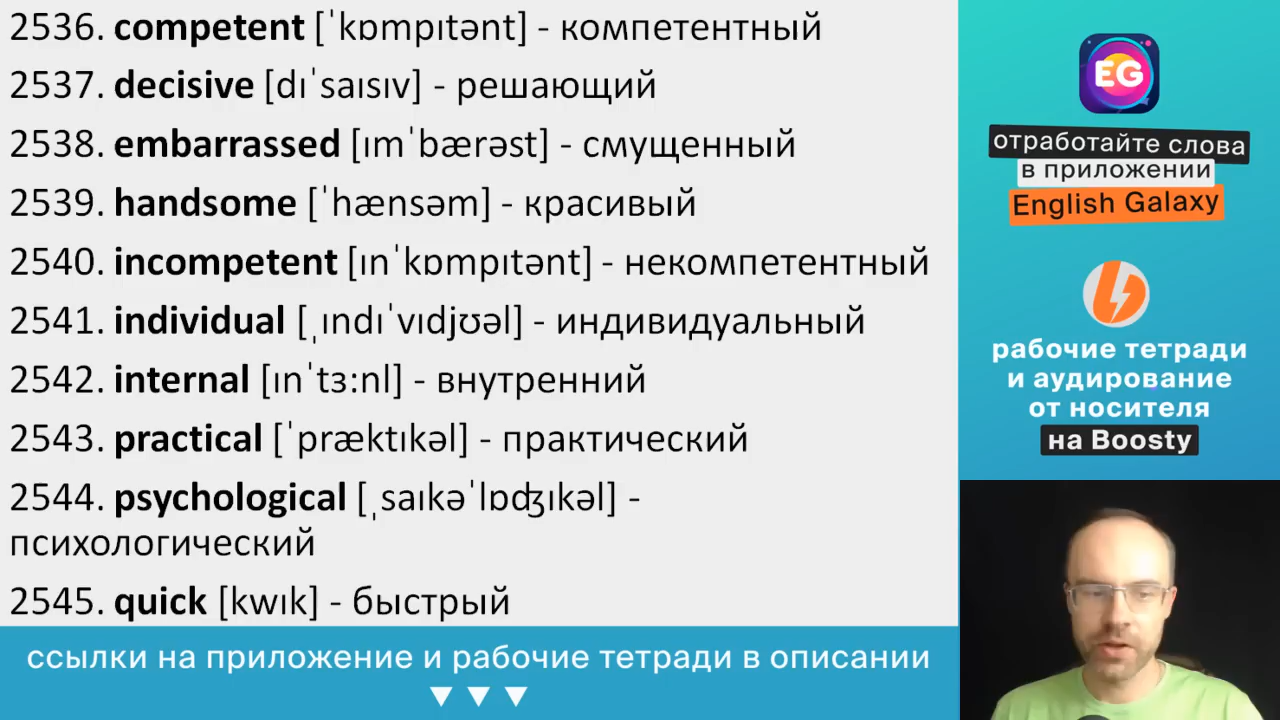 2536. competent [ˈkɒmpɪtənt] - компетентный
2537. decisive [dɪˈsaɪsɪv] - решающий
2538. embarrassed [ɪmˈbærəst] - смущенный
2539. handsome [ˈhænsəm] - красивый
2540. incompetent [ɪnˈkɒmpɪtənt] - некомпетентный
2541. individual [ˌɪndɪˈvɪdjʊəl] - индивидуальный
2542. internal [ɪnˈtɜ:nl] - внутренний
2543. practical [ˈpræktɪkəl] - практический
2544. psychological [ˌsaɪkəˈlɒʤɪkəl] -
психологический
2545. quick [kwɪk] - быстрый
ссылки на приложение и рабочие тетради в описании
EG
отработайте слова
в приложении
English Galaxy
рабочие тетради
и аудирование
от носителя
на Boosty